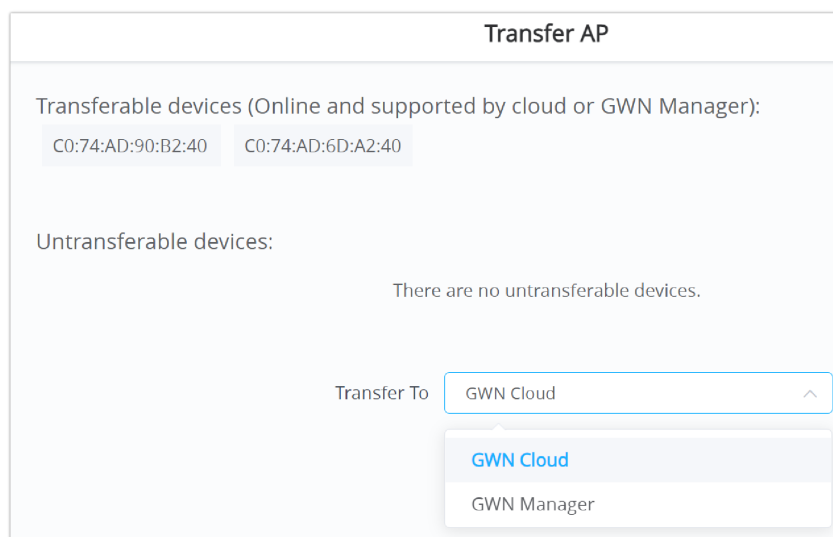 Transfer AP
Transferable devices (Online and supported by cloud or GWN Manager):
C0:74:AD:90:B2:40 C0:74:AD:6D:A2:40
Untransferable devices:
There are no untransferable devices.
Transfer To GWN Cloud
GWN Cloud
GWN Manager